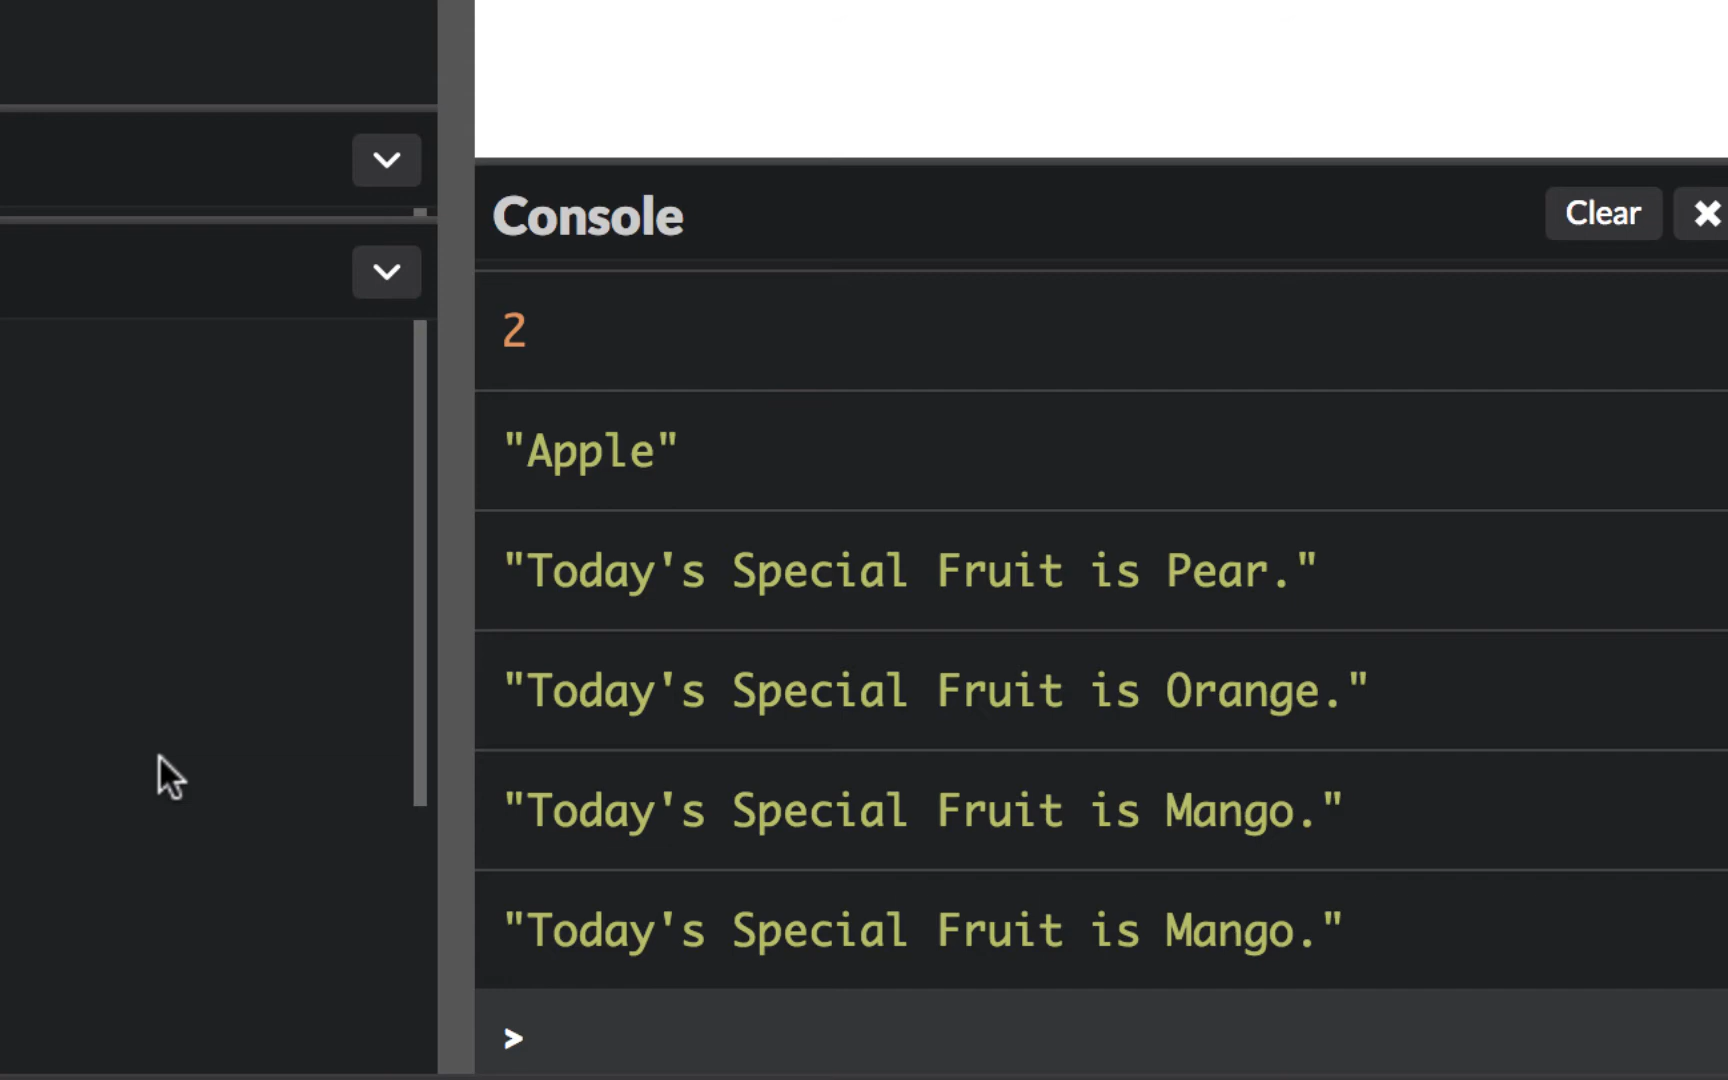 Console
Clear
2
"Apple"
"Today's Special Fruit is Pear."
"Today's Special Fruit is Orange."
"Today's Special Fruit is Mango."
"Today's Special Fruit is Mango."
>